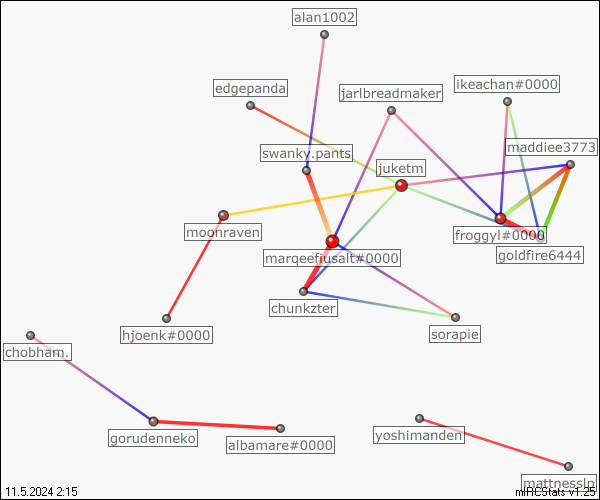 alan1002
edgepanda
jarlbreadmaker
ikeachan#0000
swanky.pants
maddiee3773
juketm
moonraven
froggyl#0000
goldfire6444
marqeefiusalt#0000
chunkzter
hjoenk#0000
sorapie
chobham.
gorudenneko
albamare#0000
yoshimanden
mattnesslp
11.5.2024 2:15
mIRCStats v1.25